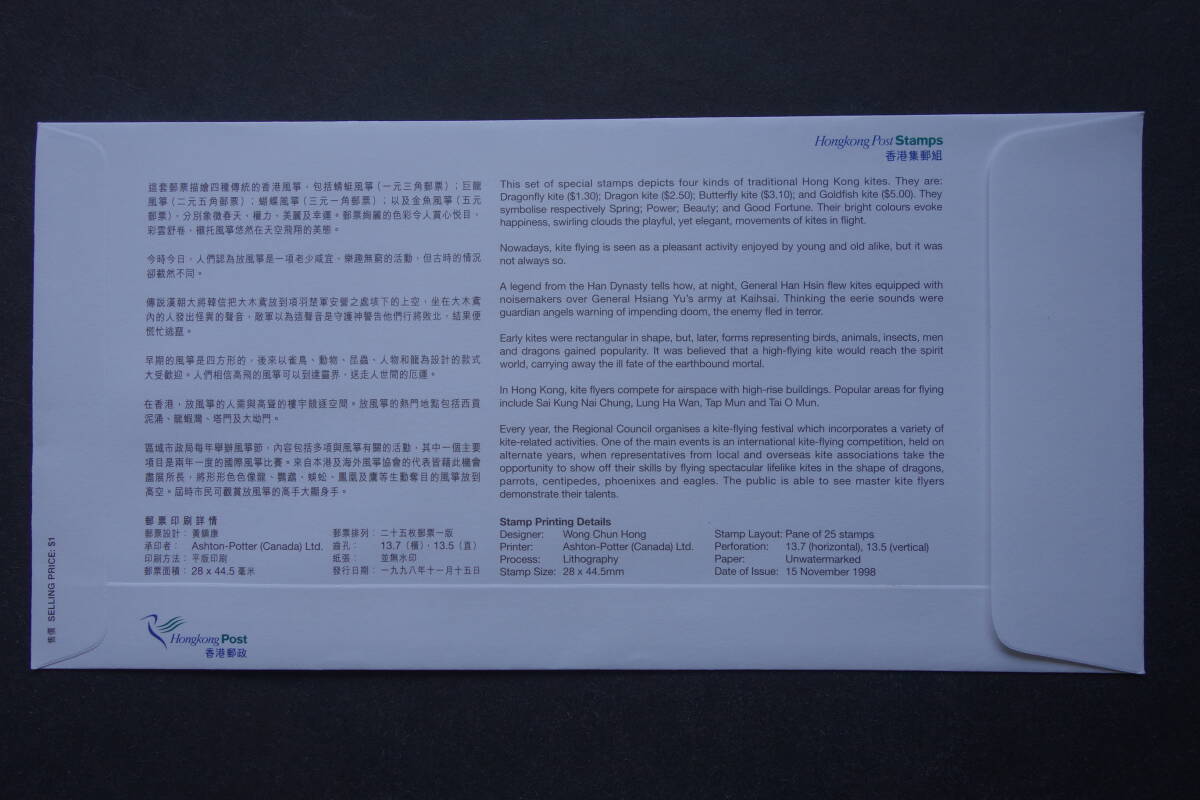 Hongkong Post Stamps
香港集郵組
這套郵票描繪四種傳統的香港風箏，包括蜻蜓風箏(一元三角郵票)；巨龍
風箏(二元五角郵票)；蝴蝶風箏(三元一角郵票)；以及金魚風箏(五元
郵票)，分別象徵春天、權力、美麗及幸運。郵票絢麗的色彩令人賞心悅目，
彩雲舒卷，襯托風箏悠然在天空飛翔的美態。
今時今日，人們認為放風箏是一項老少咸宜、樂趣無窮的活動，但古時的情況
卻截然不同。
傳說漢朝大將韓信把大木鳶放到項羽楚軍安營之處垓下的上空，坐在大木鳶
內的人發出怪異的聲音，敵軍以為這聲音是守護神警告他們行將敗北，結果便
慌忙逃竄。
早期的風箏是四方形的，後來以雀鳥、動物、昆蟲、人物和龍為設計的款式
大受歡迎。人們相信高飛的風箏可以到達靈界，送走人世間的厄運。
在香港，放風箏的人需與高聳的樓宇競逐空間。放風箏的熱門地點包括西貢
泥涌、龍蝦灣、塔門及大坳門。
區域市政局每年舉辦風箏節，內容包括多項與風箏有關的活動，其中一個主要
項目是兩年一度的國際風箏比賽。來自本港及海外風箏協會的代表皆藉此機會
盡展所長，將形形色色像龍、鸚鵡、蜈蚣、鳳凰及鷹等生動奪目的風箏放到
高空。屆時市民可觀賞放風箏的高手大顯身手。
郵票印刷詳情
郵票設計： 黃鎮康
承印者： Ashton-Potter (Canada) Ltd.
印刷方法： 平版印刷
郵票面積： 28 x 44.5 毫米
郵票排列： 二十五枚郵票一版
齒孔： 13.7 (橫)，13.5 (直)
紙張： 並無水印
發行日期： 一九九八年十一月十五日
This set of special stamps depicts four kinds of traditional Hong Kong kites. They are:
Dragonfly kite ($1.30); Dragon kite ($2.50); Butterfly kite ($3.10); and Goldfish kite ($5.00). They
symbolise respectively Spring; Power; Beauty; and Good Fortune. Their bright colours evoke
happiness, swirling clouds the playful, yet elegant, movements of kites in flight.
Nowadays, kite flying is seen as a pleasant activity enjoyed by young and old alike, but it was
not always so.
A legend from the Han Dynasty tells how, at night, General Han Hsin flew kites equipped with
noisemakers over General Hsiang Yu's army at Kaihsai. Thinking the eerie sounds were
guardian angels warning of impending doom, the enemy fled in terror.
Early kites were rectangular in shape, but, later, forms representing birds, animals, insects, men
and dragons gained popularity. It was believed that a high-flying kite would reach the spirit
world, carrying away the ill fate of the earthbound mortal.
In Hong Kong, kite flyers compete for airspace with high-rise buildings. Popular areas for flying
include Sai Kung Nai Chung, Lung Ha Wan, Tap Mun and Tai O Mun.
Every year, the Regional Council organises a kite-flying festival which incorporates a variety of
kite-related activities. One of the main events is an international kite-flying competition, held on
alternate years, when representatives from local and overseas kite associations take the
opportunity to show off their skills by flying spectacular lifelike kites in the shape of dragons,
parrots, centipedes, phoenixes and eagles. The public is able to see master kite flyers
demonstrate their talents.
Stamp Printing Details
Designer: Wong Chun Hong
Printer: Ashton-Potter (Canada) Ltd.
Process: Lithography
Stamp Size: 28 x 44.5mm
Stamp Layout: Pane of 25 stamps
Perforation: 13.7 (horizontal), 13.5 (vertical)
Paper: Unwatermarked
Date of Issue: 15 November 1998
售價 SELLING PRICE: $1
Hongkong Post
香港郵政